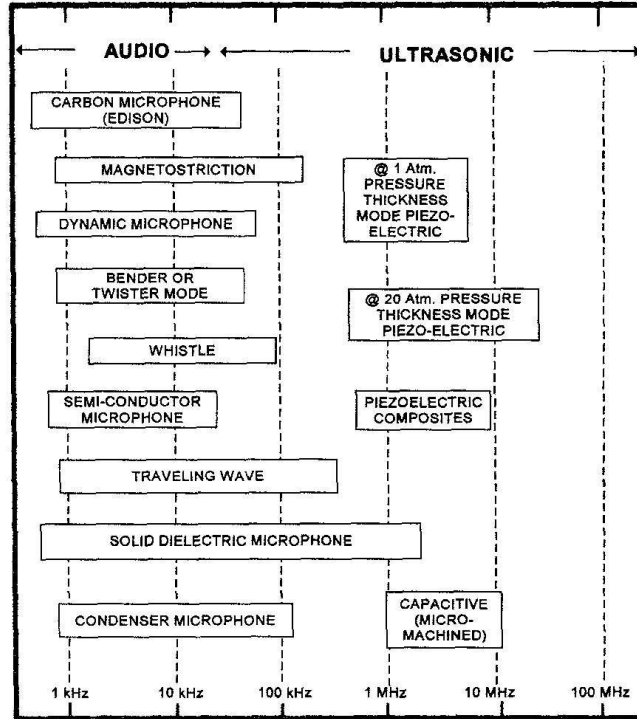 AUDIO
ULTRASONIC
CARBON MICROPHONE
(EDISON)
MAGNETOSTRICTION
@ 1 Atm.
PRESSURE
THICKNESS
MODE PIEZO-
ELECTRIC
DYNAMIC MICROPHONE
BENDER OR
TWISTER MODE
@ 20 Atm. PRESSURE
THICKNESS MODE
PIEZO-ELECTRIC
WHISTLE
SEMI-CONDUCTOR
MICROPHONE
PIEZOELECTRIC
COMPOSITES
TRAVELING WAVE
SOLID DIELECTRIC MICROPHONE
CONDENSER MICROPHONE
CAPACITIVE
(MICRO-
MACHINED)
1 kHz 10 kHz 100 kHz 1 MHz 10 MHz 100 MHz